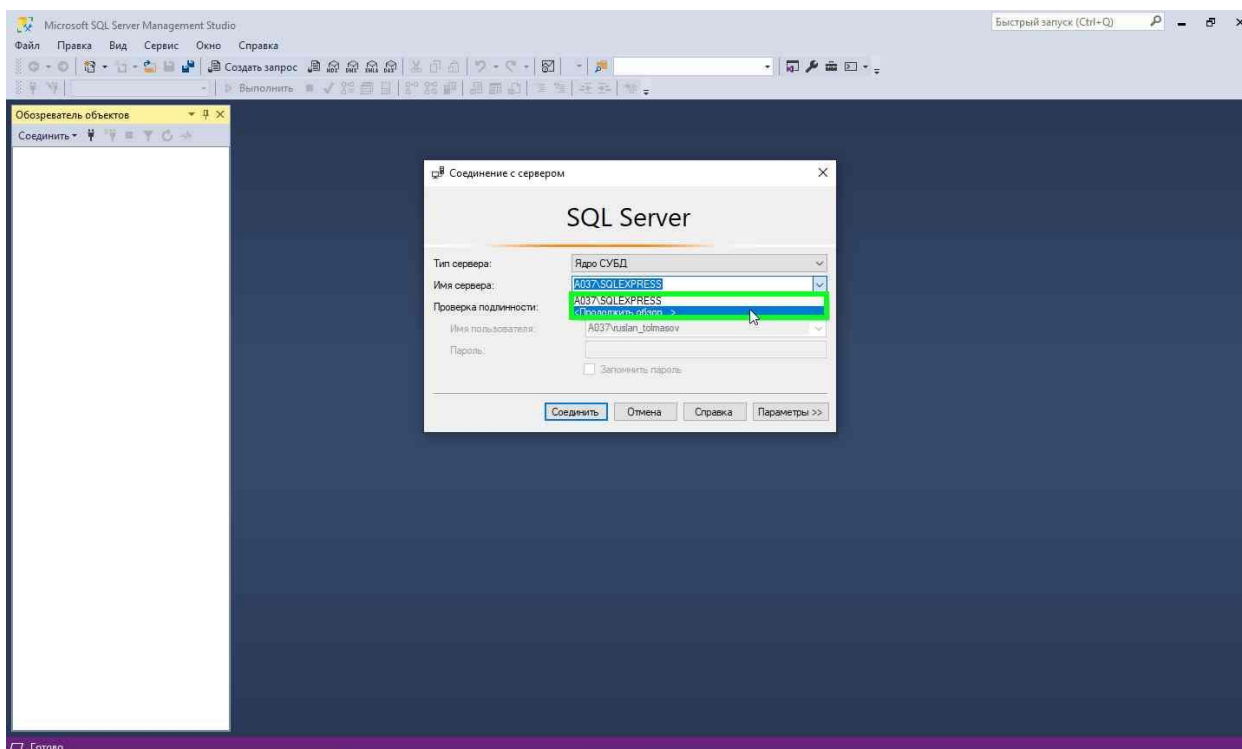 Microsoft SQL Server Management Studio
Быстрый запуск (Ctrl+Q)
Файл Правка Вид Сервис Окно Справка
Создать запрос
Выполнить
Обозреватель объектов
Соединить
Соединение с сервером
SQL Server
Тип сервера: Ядро СУБД
Имя сервера: A037\SQLEXPRESS
A037\SQLEXPRESS
Проверка подлинности: <Продолжить обзор...>
Имя пользователя: A037\ruslan_tolmasov
Пароль:
Запомнить пароль
Соединить Отмена Справка Параметры >>
Готово